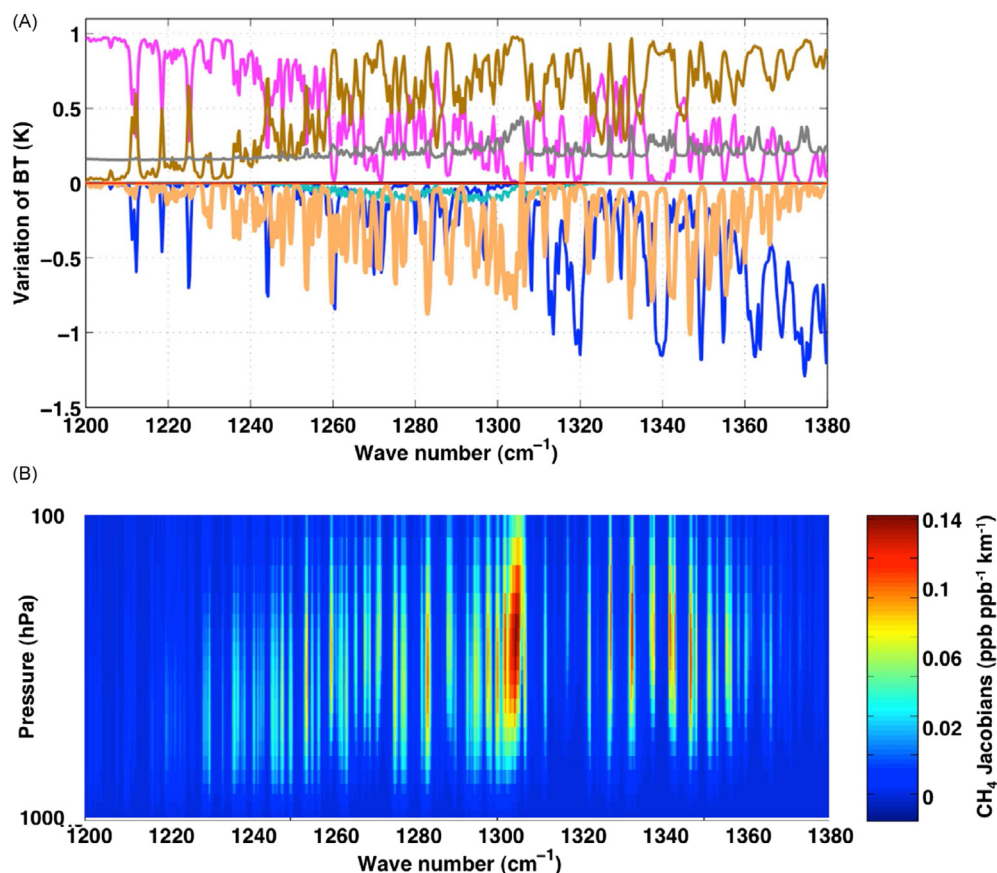 (A)
Variation of BT (K)
1
0.5
0
−0.5
−1
−1.5
1200 1220 1240 1260 1280 1300 1320 1340 1360 1380
Wave number (cm⁻¹)
(B)
Pressure (hPa)
100
1000
1200 1220 1240 1260 1280 1300 1320 1340 1360 1380
Wave number (cm⁻¹)
0.14
0.1
0.06
0.02
0
CH₄ Jacobians (ppb ppb⁻¹ km⁻¹)